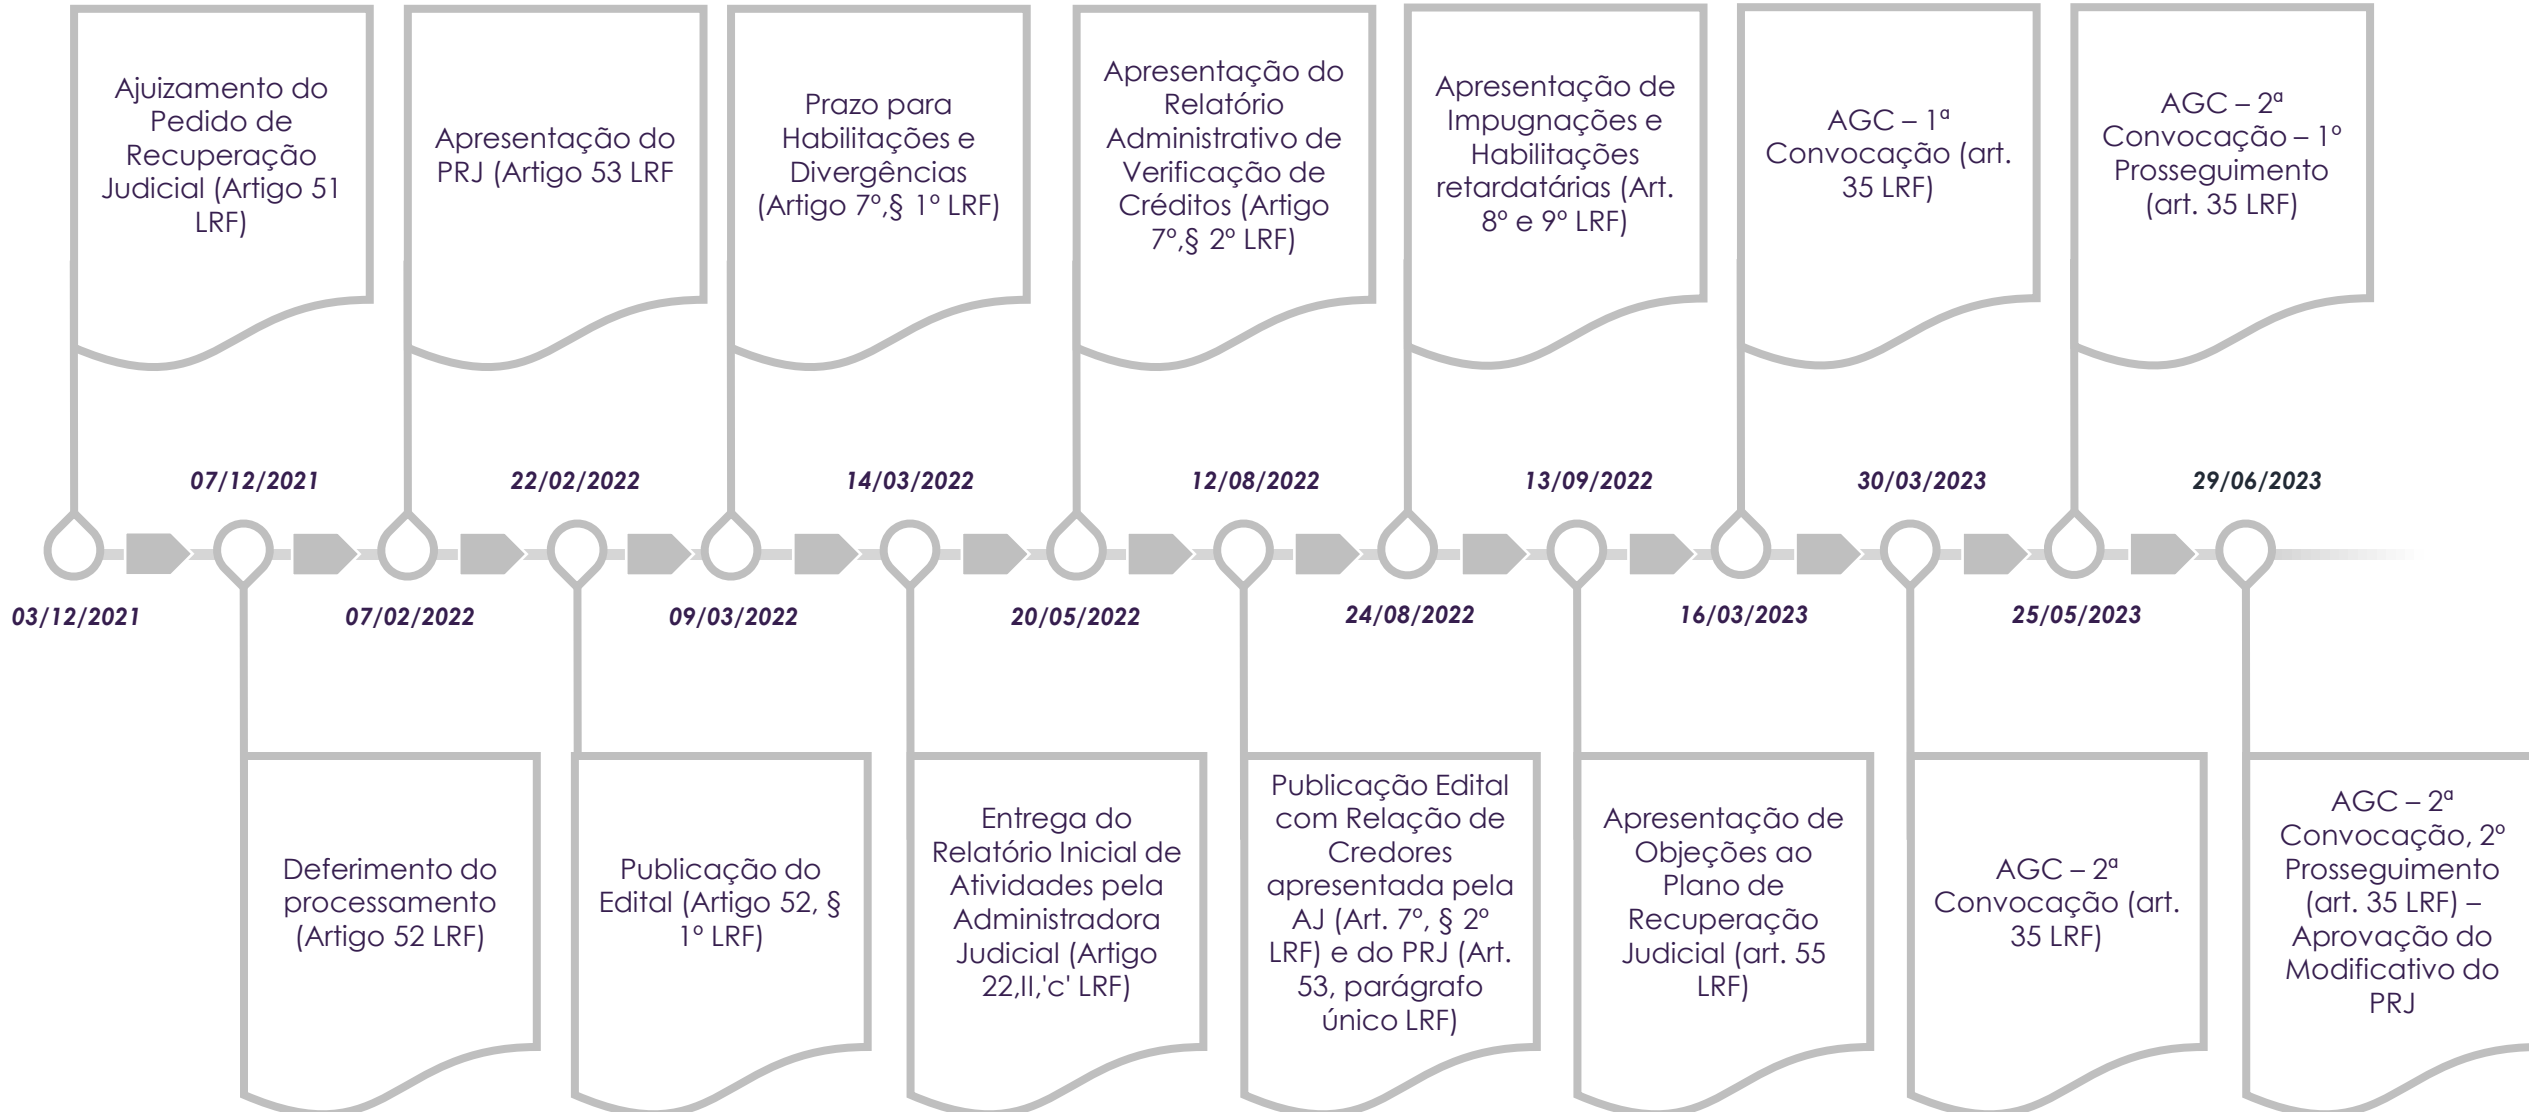 Ajuizamento do
Pedido de
Recuperação
Judicial (Artigo 51
LRF)
Apresentação do
PRJ (Artigo 53 LRF
Prazo para
Habilitações e
Divergências
(Artigo 7º,§ 1º LRF)
Apresentação do
Relatório
Administrativo de
Verificação de
Créditos (Artigo
7º,§ 2º LRF)
Apresentação de
Impugnações e
Habilitações
retardatárias (Art.
8º e 9º LRF)
AGC – 1ª
Convocação (art.
35 LRF)
AGC – 2ª
Convocação – 1º
Prosseguimento
(art. 35 LRF)
07/12/2021
22/02/2022
14/03/2022
12/08/2022
13/09/2022
30/03/2023
29/06/2023
03/12/2021
07/02/2022
09/03/2022
20/05/2022
24/08/2022
16/03/2023
25/05/2023
Deferimento do
processamento
(Artigo 52 LRF)
Publicação do
Edital (Artigo 52, §
1º LRF)
Entrega do
Relatório Inicial de
Atividades pela
Administradora
Judicial (Artigo
22,II,'c' LRF)
Publicação Edital
com Relação de
Credores
apresentada pela
AJ (Art. 7º, § 2º
LRF) e do PRJ (Art.
53, parágrafo
único LRF)
Apresentação de
Objeções ao
Plano de
Recuperação
Judicial (art. 55
LRF)
AGC – 2ª
Convocação (art.
35 LRF)
AGC – 2ª
Convocação, 2º
Prosseguimento
(art. 35 LRF) –
Aprovação do
Modificativo do
PRJ